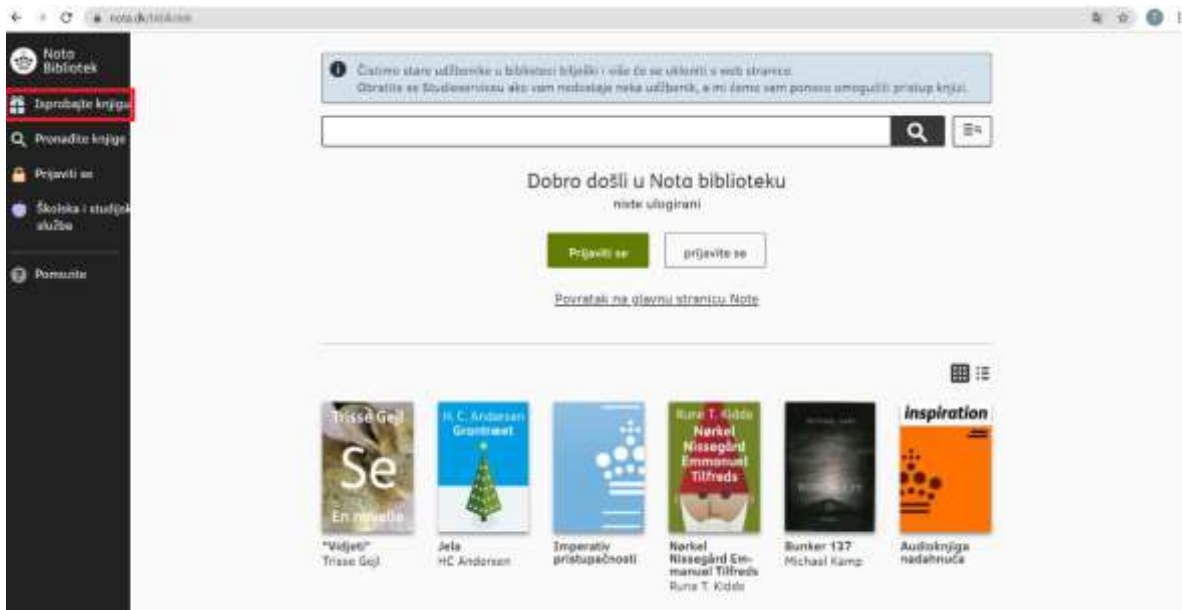 nota.dk/bibliotek
Nota
Bibliotek
Isprobajte knjigu
Pronađite knjige
Prijaviti se
Školska i studijsk
služba
Pomozite
Čistimo stare udžbenike u biblioteci bilješki i više će se ukloniti s web stranice.
Obratite se Studieserviceu ako vam nedostaje neka udžbenik, a mi ćemo vam ponovo omogućiti pristup knjizi.
Dobro došli u Nota biblioteku
niste ulogirani
Prijaviti se
prijavite se
Povratak na glavnu stranicu Note
Trisse Gejl
Se
En novelle
"Vidjeti"
Trisse Gejl
H. C. Andersen
Grantræet
Jela
HC Andersen
Imperativ
pristupačnosti
Rune T. Kidde
Nørkel
Nissegård
Emmanuel
Tilfreds
Nørkel
Nissegård Em-
manuel Tilfreds
Rune T. Kidde
Bunker 137
Michael Kamp
inspiration
Audioknjiga
nadahnuća